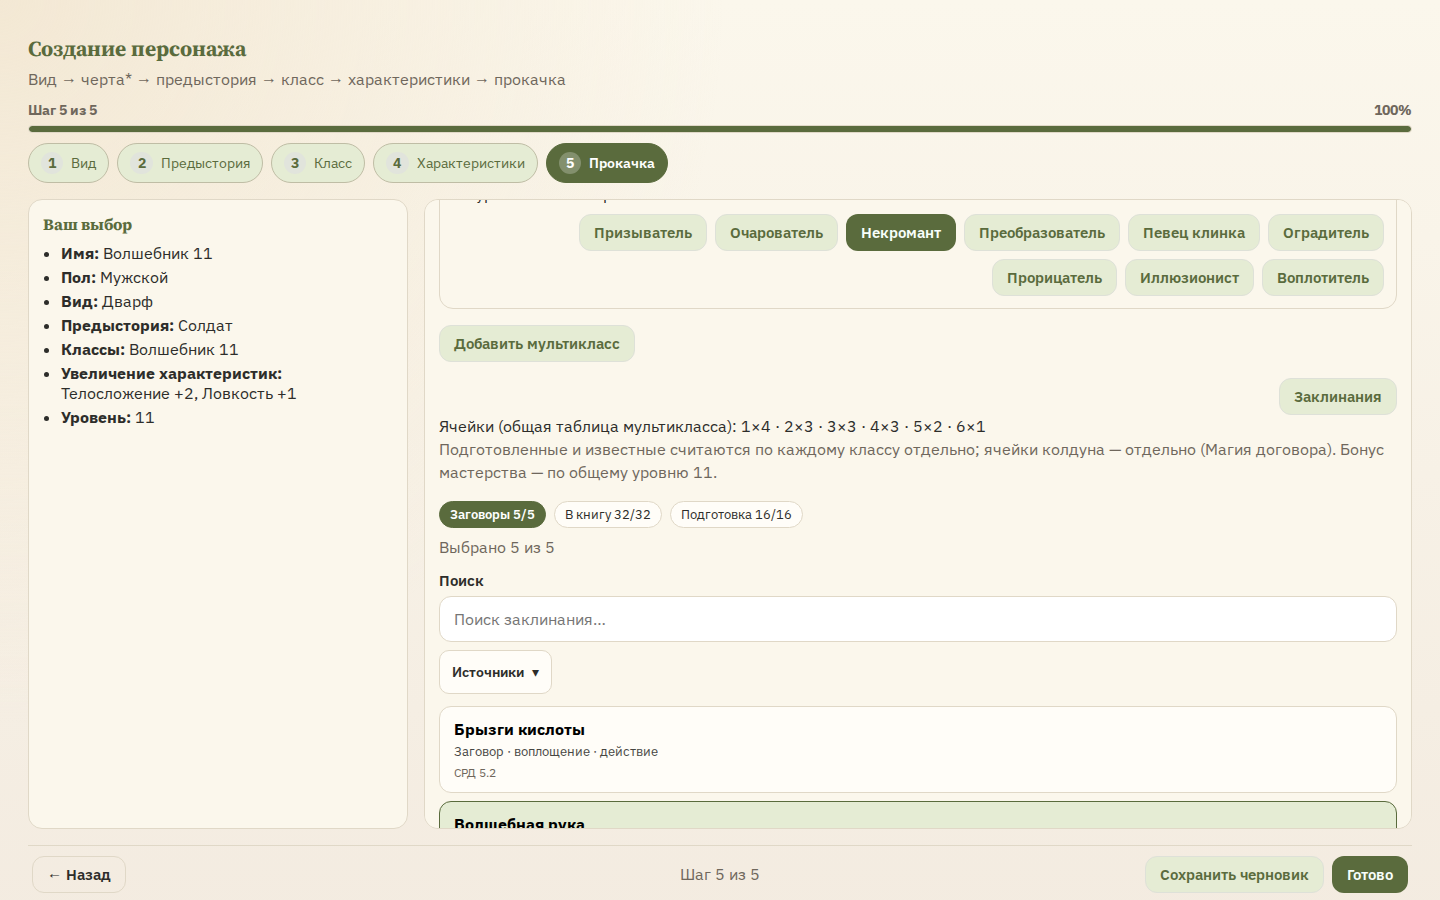 Создание персонажа
Вид → черта* → предыстория → класс → характеристики → прокачка
Шаг 5 из 5
100%
1 Вид
2 Предыстория
3 Класс
4 Характеристики
5 Прокачка
Ваш выбор
Имя: Волшебник 11
Пол: Мужской
Вид: Дварф
Предыстория: Солдат
Классы: Волшебник 11
Увеличение характеристик:
Телосложение +2, Ловкость +1
Уровень: 11
Призыватель
Очарователь
Некромант
Преобразователь
Певец клинка
Оградитель
Прорицатель
Иллюзионист
Воплотитель
Добавить мультикласс
Заклинания
Ячейки (общая таблица мультикласса): 1×4 · 2×3 · 3×3 · 4×3 · 5×2 · 6×1
Подготовленные и известные считаются по каждому классу отдельно; ячейки колдуна — отдельно (Магия договора). Бонус
мастерства — по общему уровню 11.
Заговоры 5/5
В книгу 32/32
Подготовка 16/16
Выбрано 5 из 5
Поиск
Поиск заклинания...
Источники ▾
Брызги кислоты
Заговор · воплощение · действие
СРД 5.2
Волшебная рука
← Назад
Шаг 5 из 5
Сохранить черновик
Готово